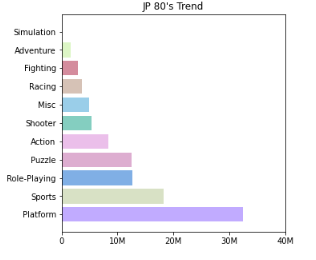 JP 80's Trend
Simulation
Adventure
Fighting
Racing
Misc
Shooter
Action
Puzzle
Role-Playing
Sports
Platform
0 10M 20M 30M 40M